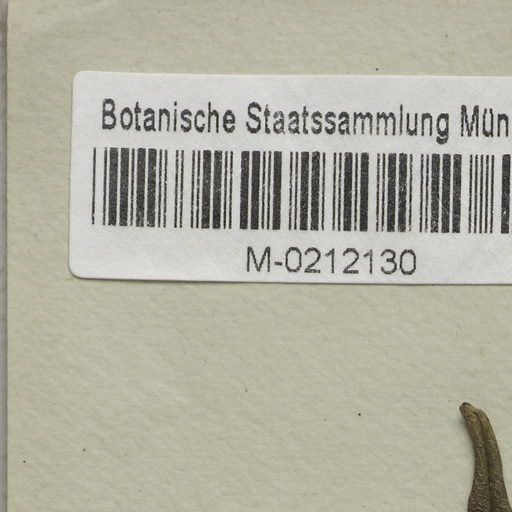 Botanische Staatssammlung Mün
M-0212130